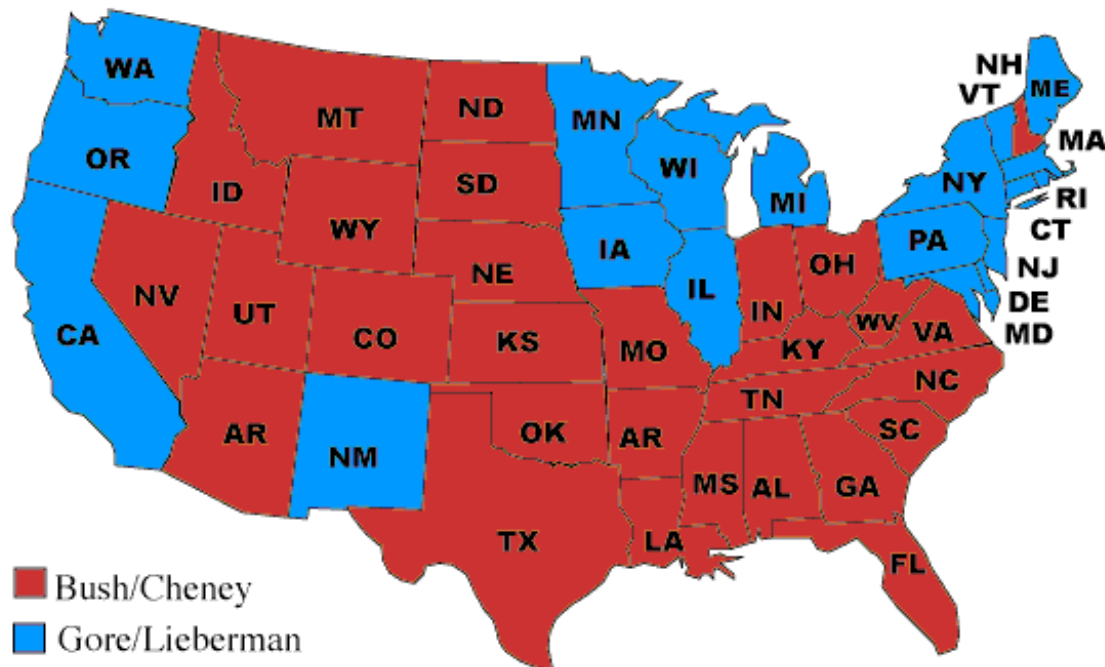 WA
MT
ND
MN
NH
VT
ME
OR
ID
SD
WI
MI
NY
MA
RI
WY
IA
PA
CT
NV
NE
IL
IN
OH
NJ
CA
UT
CO
KS
MO
KY
WV
VA
DE
MD
AR
NM
OK
AR
TN
NC
SC
TX
LA
MS
AL
GA
FL
Bush/Cheney
Gore/Lieberman